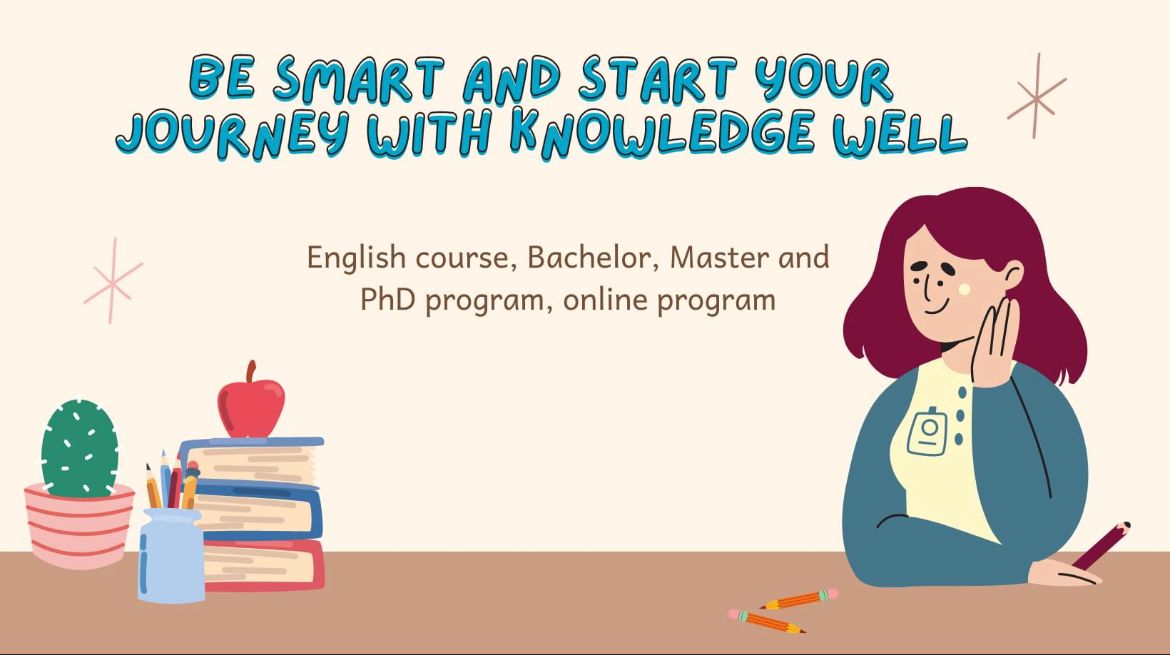 BE SMART AND START YOUR
JOURNEY WITH KNOWLEDGE WELL
English course, Bachelor, Master and
PhD program, online program